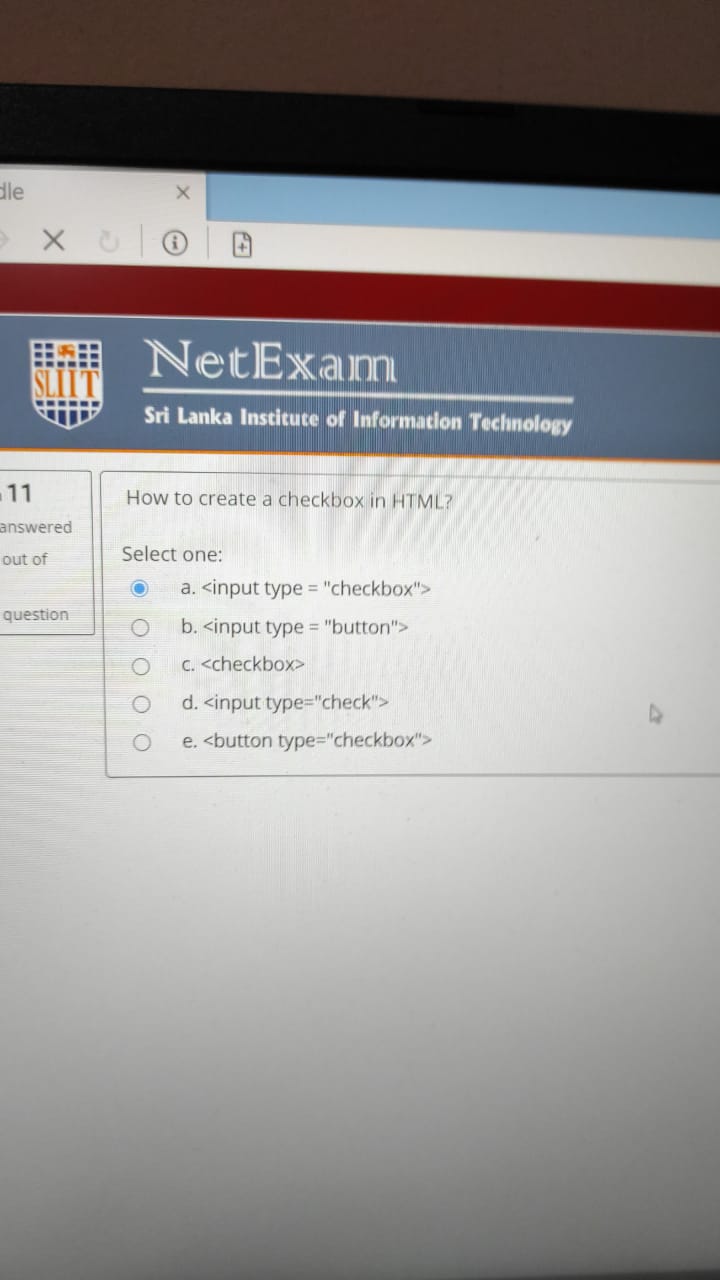 dle
SLIIT
NetExam
Sri Lanka Institute of Information Technology
11
answered
out of
question
How to create a checkbox in HTML?
Select one:
a. <input type = "checkbox">
b. <input type = "button">
c. <checkbox>
d. <input type="check">
e. <button type="checkbox">